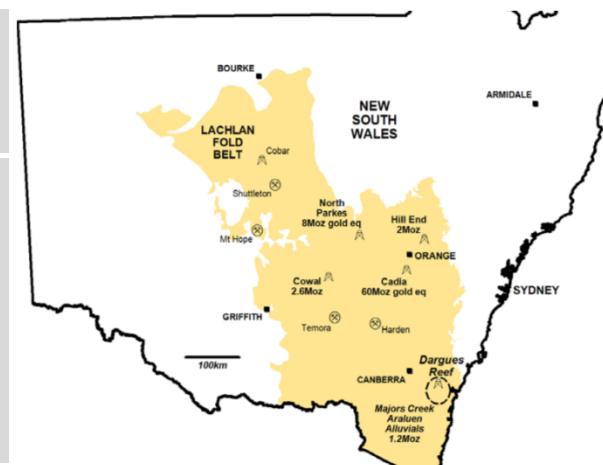 BOURKE
ARMIDALE
NEW
SOUTH
WALES
LACHLAN
FOLD
BELT
Cobar
Shuttleton
North
Parkes
8Moz gold eq
Hill End
2Moz
Mt Hope
ORANGE
Cowal
2.6Moz
Cadia
60Moz gold eq
SYDNEY
GRIFFITH
Temora
Harden
100km
Dargues
Reef
CANBERRA
Majors Creek
Araluen
Alluvials
1.2Moz